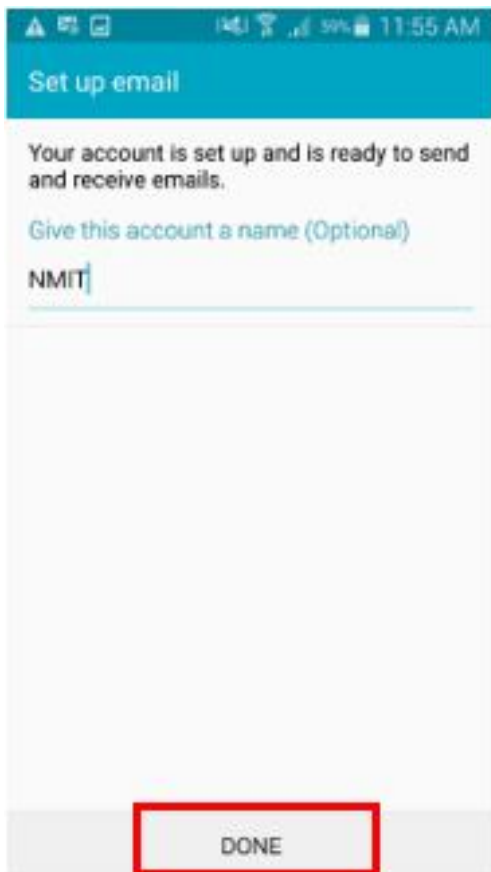 59% 11:55 AM
Set up email
Your account is set up and is ready to send
and receive emails.
Give this account a name (Optional)
NMIT
DONE